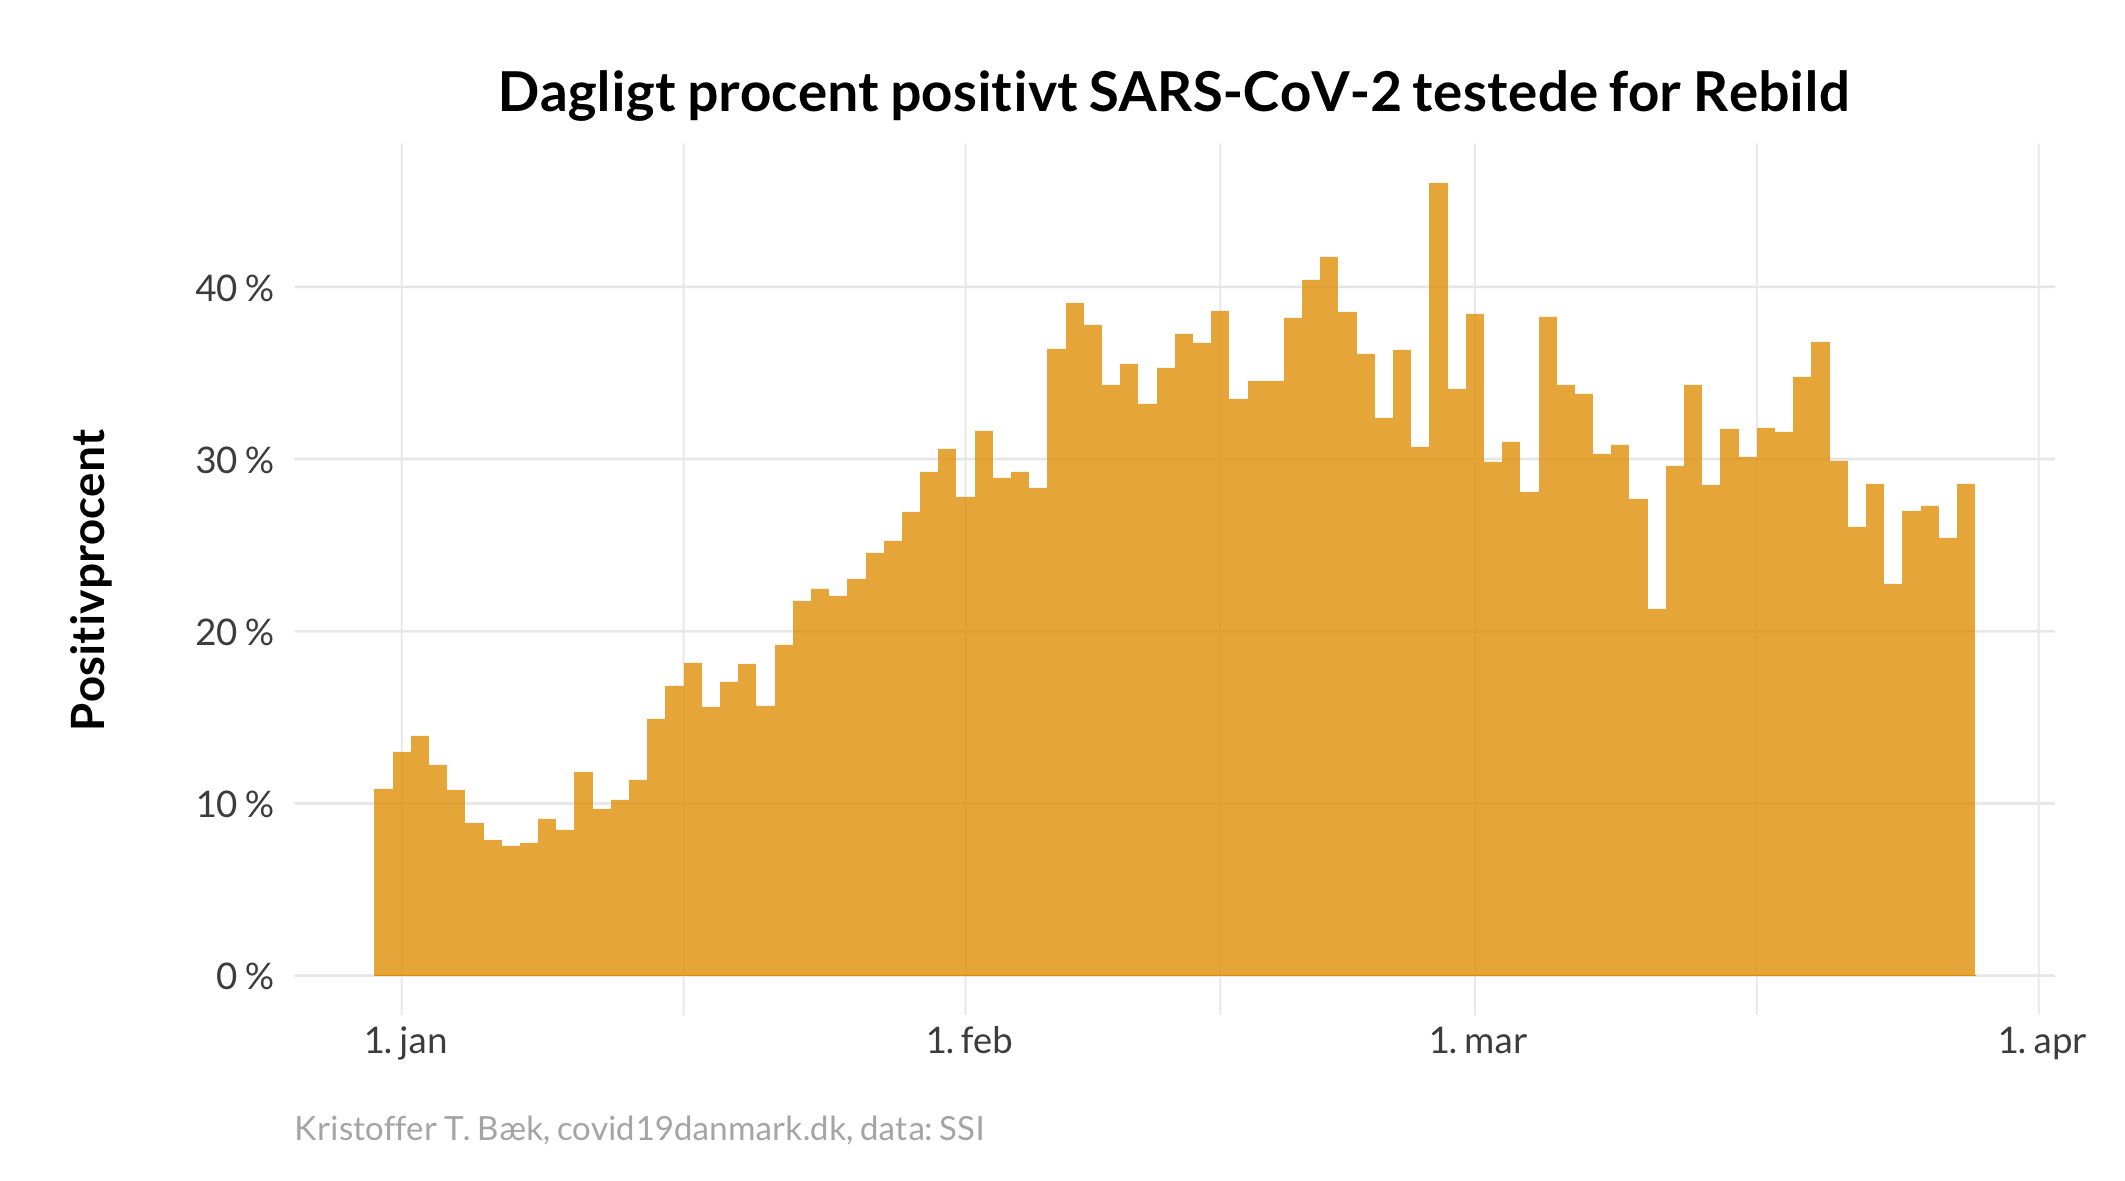 Dagligt procent positivt SARS-CoV-2 testede for Rebild
Positivprocent
40 %
30 %
20 %
10 %
0 %
1. jan
1. feb
1. mar
1. apr
Kristoffer T. Bæk, covid19danmark.dk, data: SSI